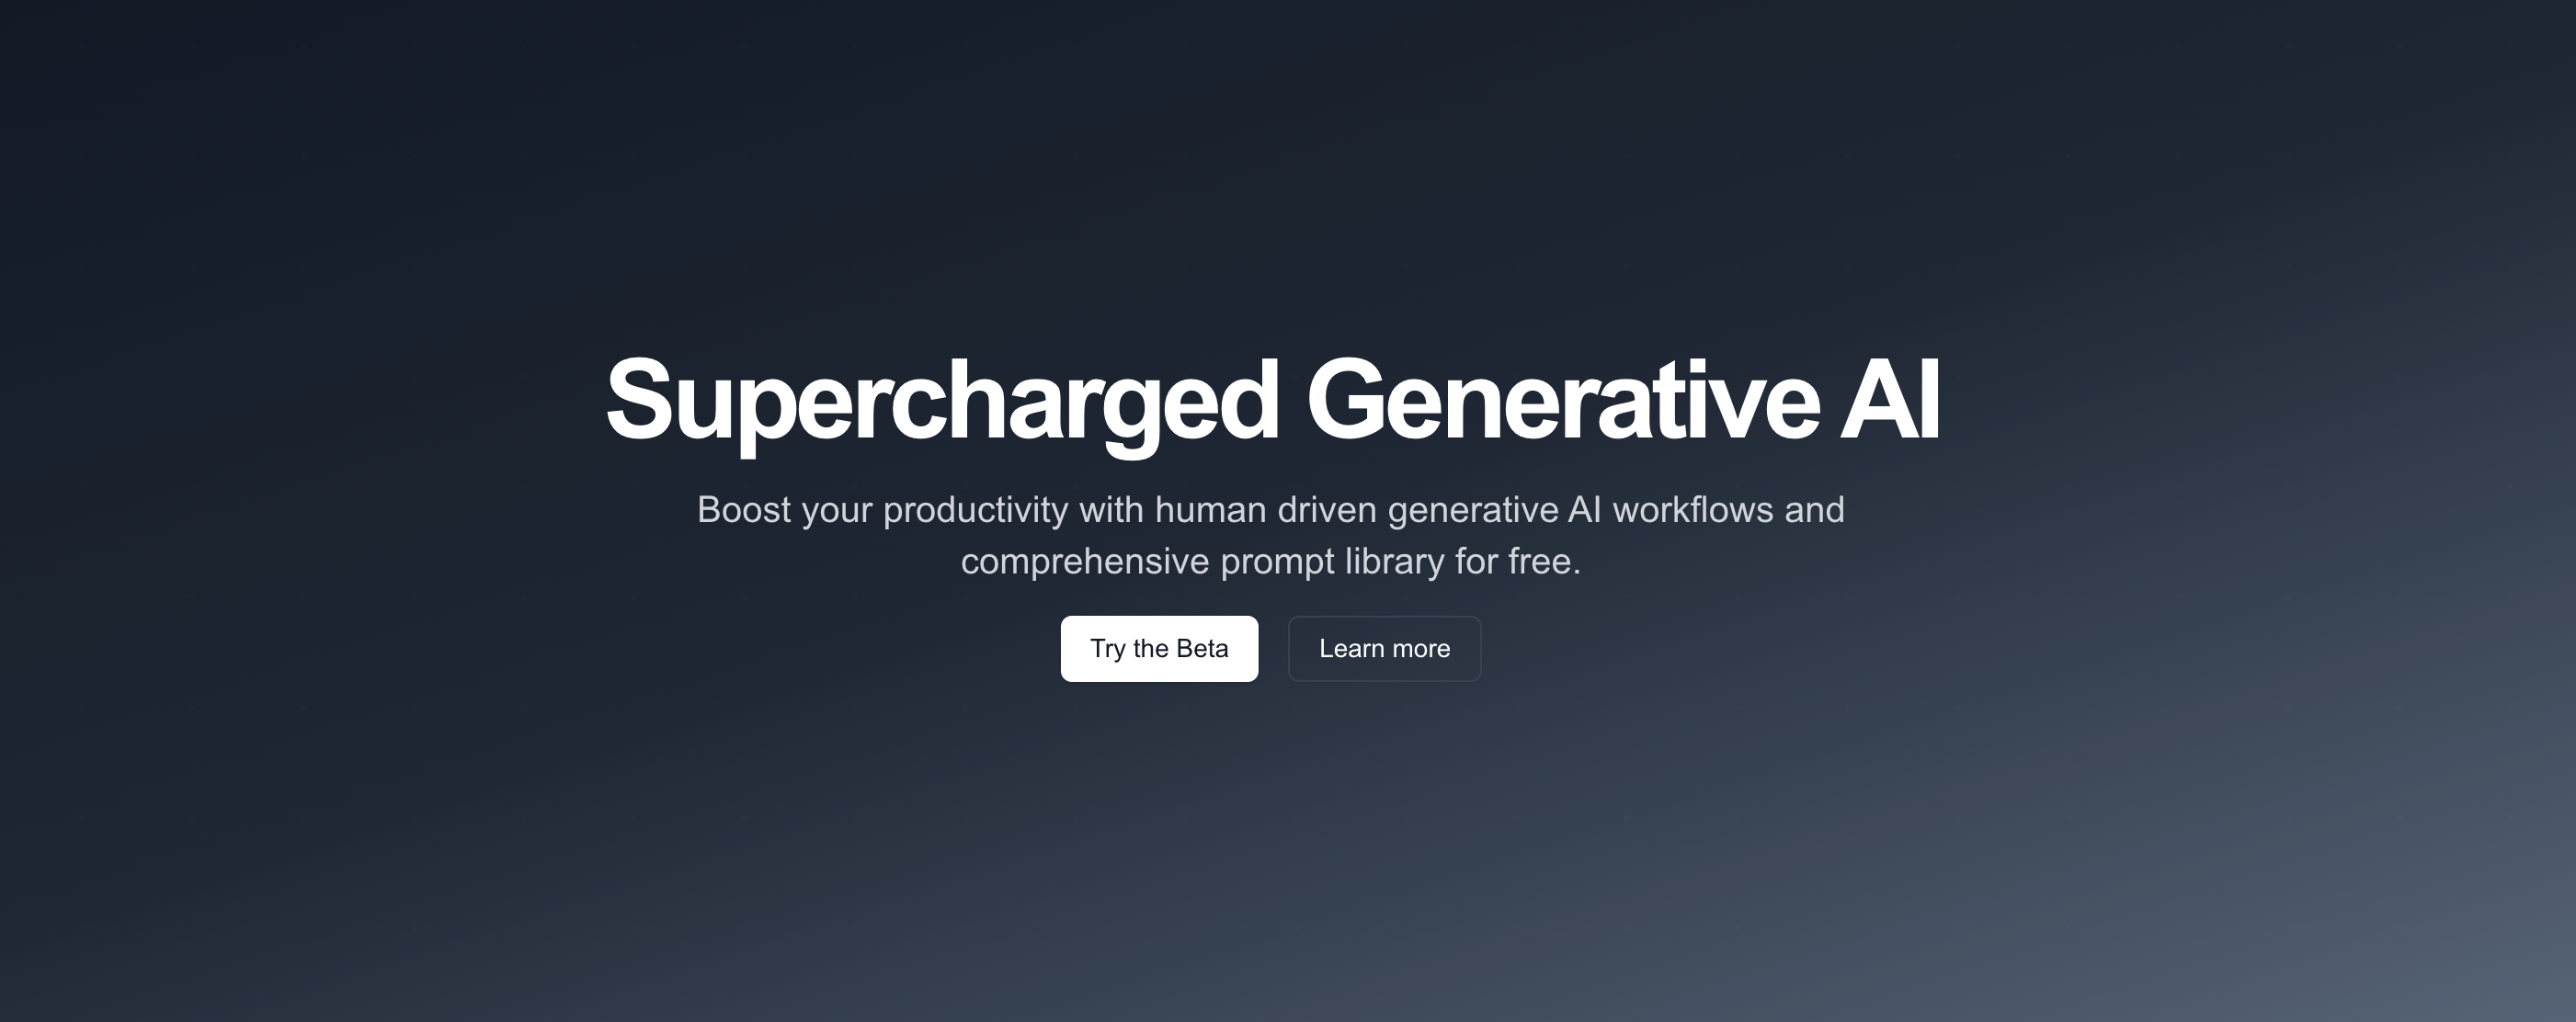 Supercharged Generative AI
Boost your productivity with human driven generative AI workflows and
comprehensive prompt library for free.
Try the Beta
Learn more